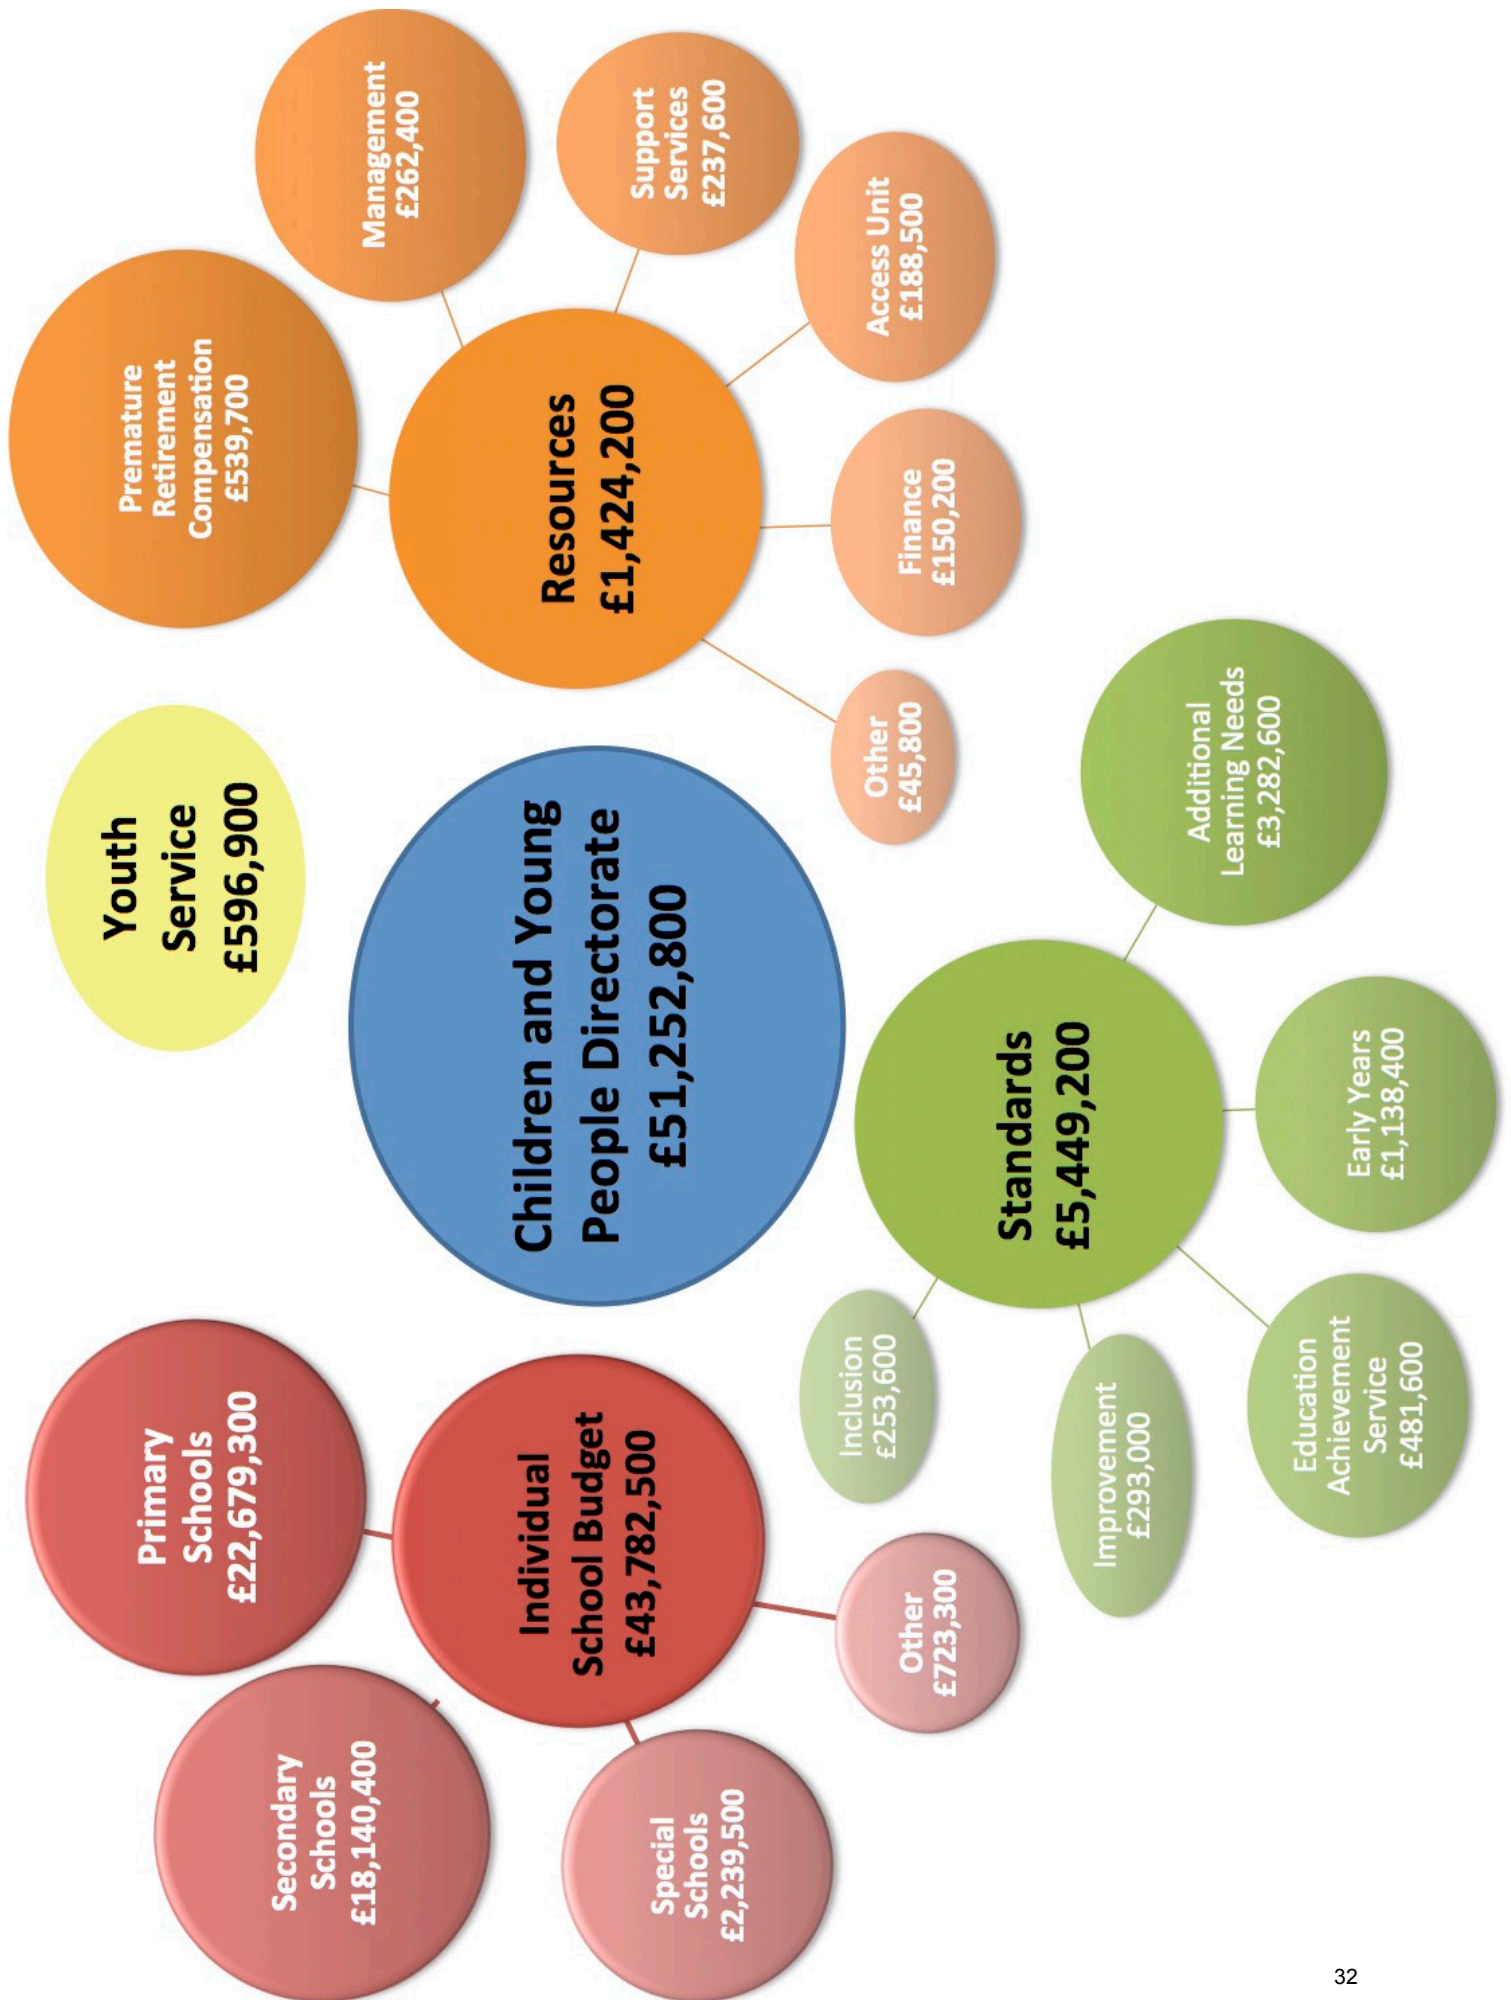 Primary
Schools
£22,679,300
Secondary
Schools
£18,140,400
Individual
School Budget
£43,782,500
Special
Schools
£2,239,500
Other
£723,300
Youth
Service
£596,900
Children and Young
People Directorate
£51,252,800
Premature
Retirement
Compensation
£539,700
Management
£262,400
Resources
£1,424,200
Support
Services
£237,600
Access Unit
£188,500
Finance
£150,200
Other
£45,800
Standards
£5,449,200
Inclusion
£253,600
Improvement
£293,000
Education
Achievement
Service
£481,600
Early Years
£1,138,400
Additional
Learning Needs
£3,282,600
32